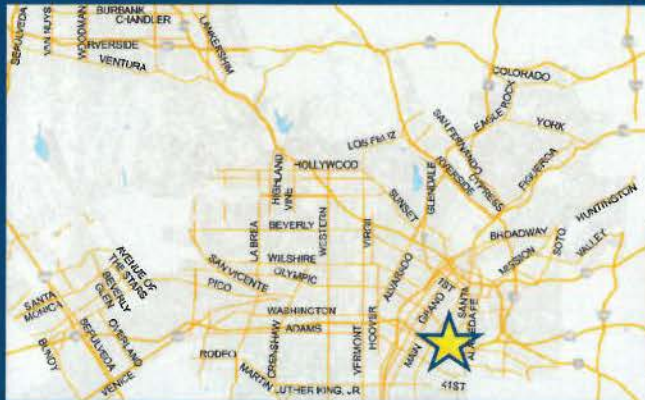 BURBANK
CHANDLER
SEPULVEDA
VAN NUYS
WOODMAN
RIVERSIDE
VENTURA
LANKERSHIM
COLORADO
EAGLE ROCK
YORK
SAN FERNANDO
LOS FELIZ
RIVERSIDE
CYPRESS
FIGUEROA
HOLLYWOOD
HIGHLAND
VINE
SUNSET
GLENDALE
HUNTINGTON
BEVERLY
WESTERN
VIRGIL
BROADWAY
SOTO
VALLEY
MISSION
LA BREA
WILSHIRE
ALVARADO
AVENUE OF
THE STARS
BEVERLY
GLEN
SAN VICENTE
OLYMPIC
PICO
1ST
SANTA FE
ALAMEDA
GRAND
SANTA
MONICA
WASHINGTON
ADAMS
HOOVER
OVERLAND
SEPULVEDA
BUNDY
VENICE
RODEO
CRENSHAW
VERMONT
MAIN
MARTIN
LUTHER KING, JR
41ST